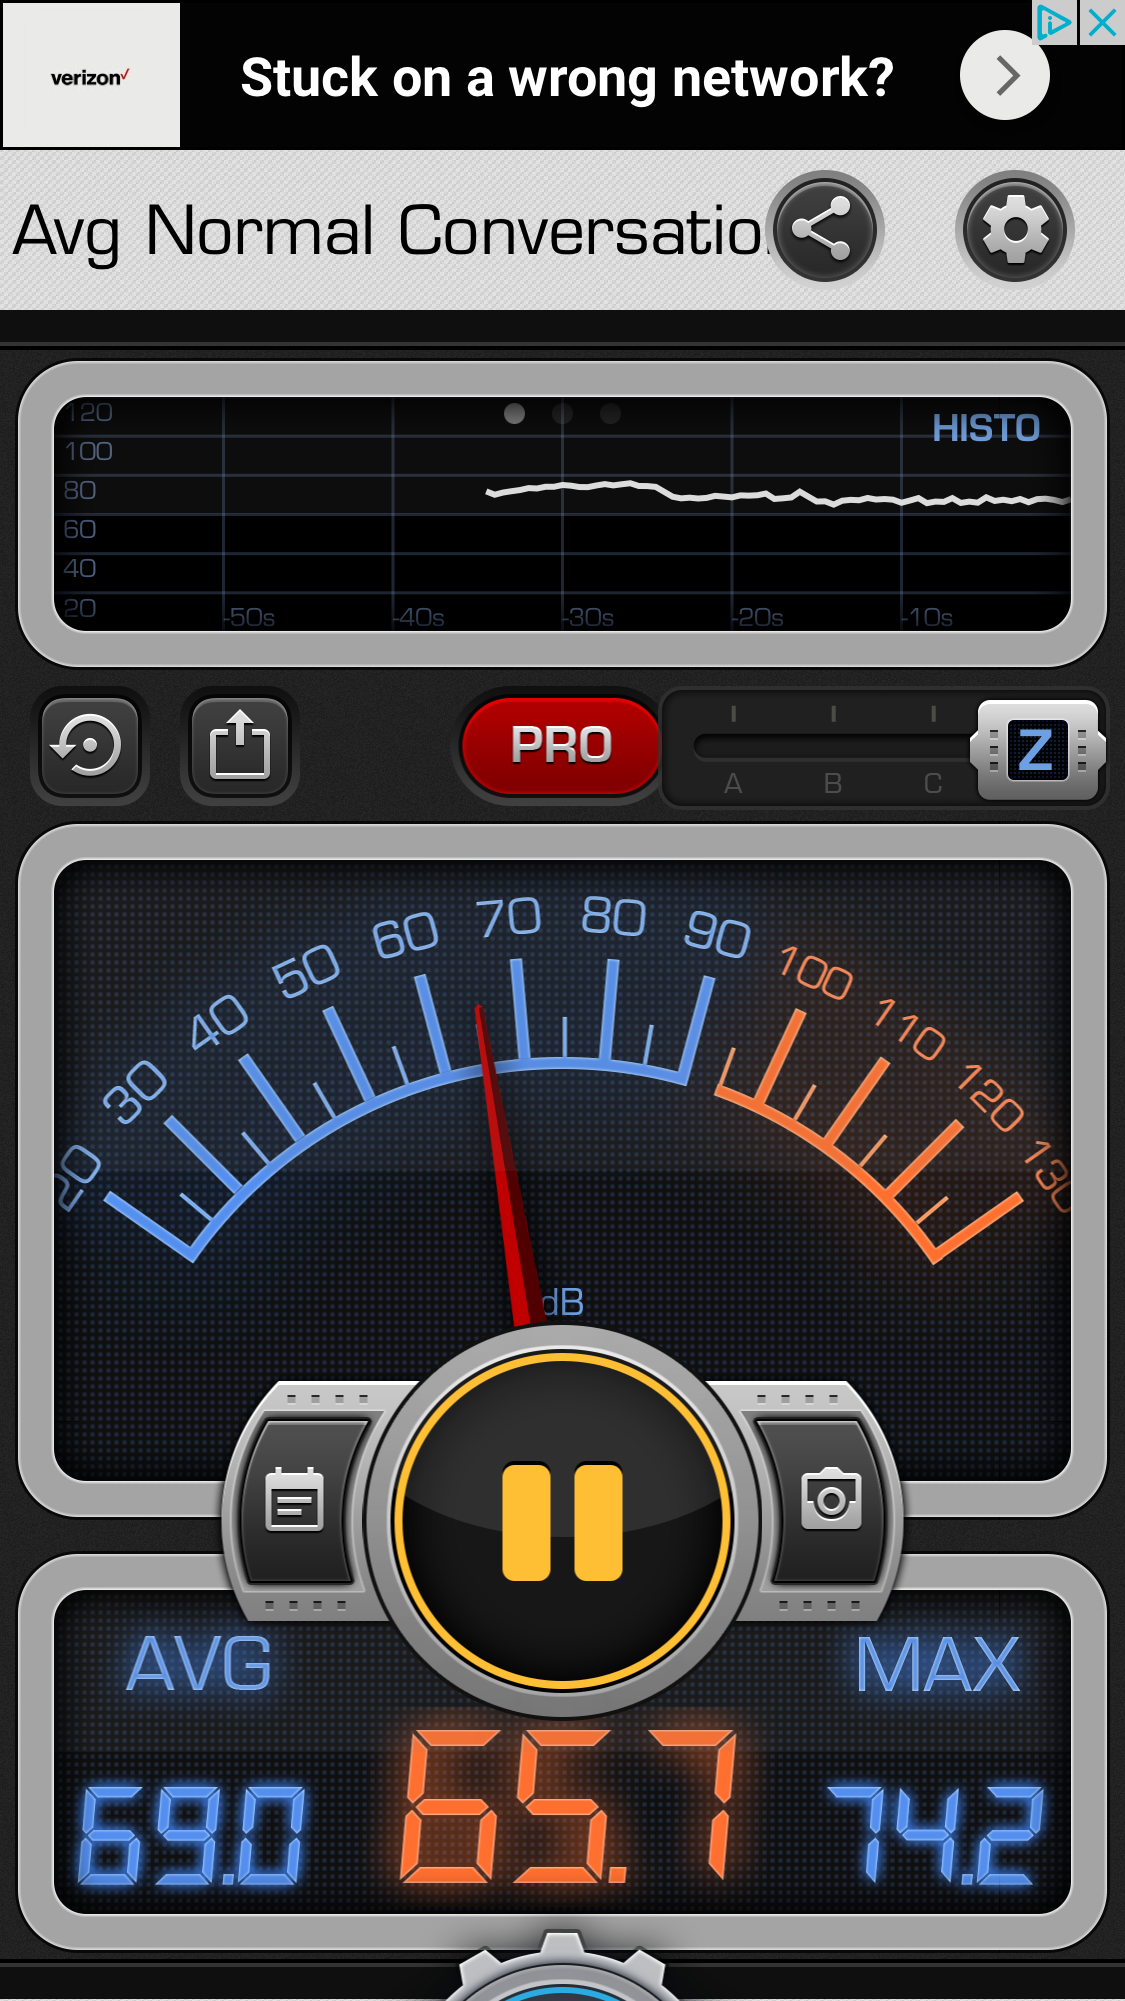 verizon✓
Stuck on a wrong network?
Avg Normal Conversatio
HISTO
120
100
80
60
40
20
-50s -40s -30s -20s -10s
PRO
A B C Z
20 30 40 50 60 70 80 90 100 110 120 130
dB
AVG
MAX
69.0
65.7
74.2